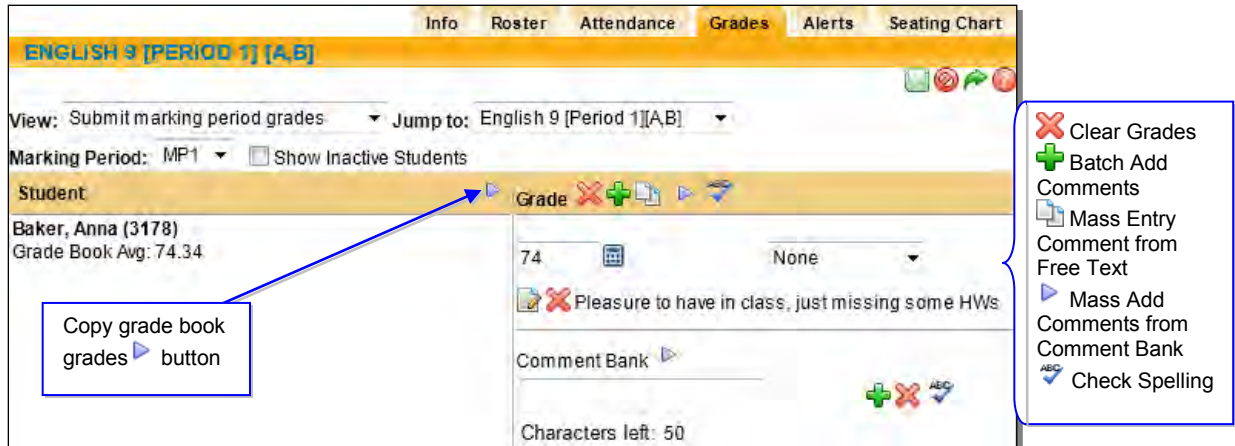 Info Roster Attendance Grades Alerts Seating Chart
ENGLISH 9 [PERIOD 1] [A,B]
View: Submit marking period grades Jump to: English 9 [Period 1][A,B]
Marking Period: MP1 Show Inactive Students
Student Grade ABC
Baker, Anna (3178)
Grade Book Avg: 74.34
74 None
Pleasure to have in class, just missing some HWs
Comment Bank
ABC
Characters left: 50
Copy grade book
grades button
Clear Grades
Batch Add
Comments
Mass Entry
Comment from
Free Text
Mass Add
Comments from
Comment Bank
ABC Check Spelling